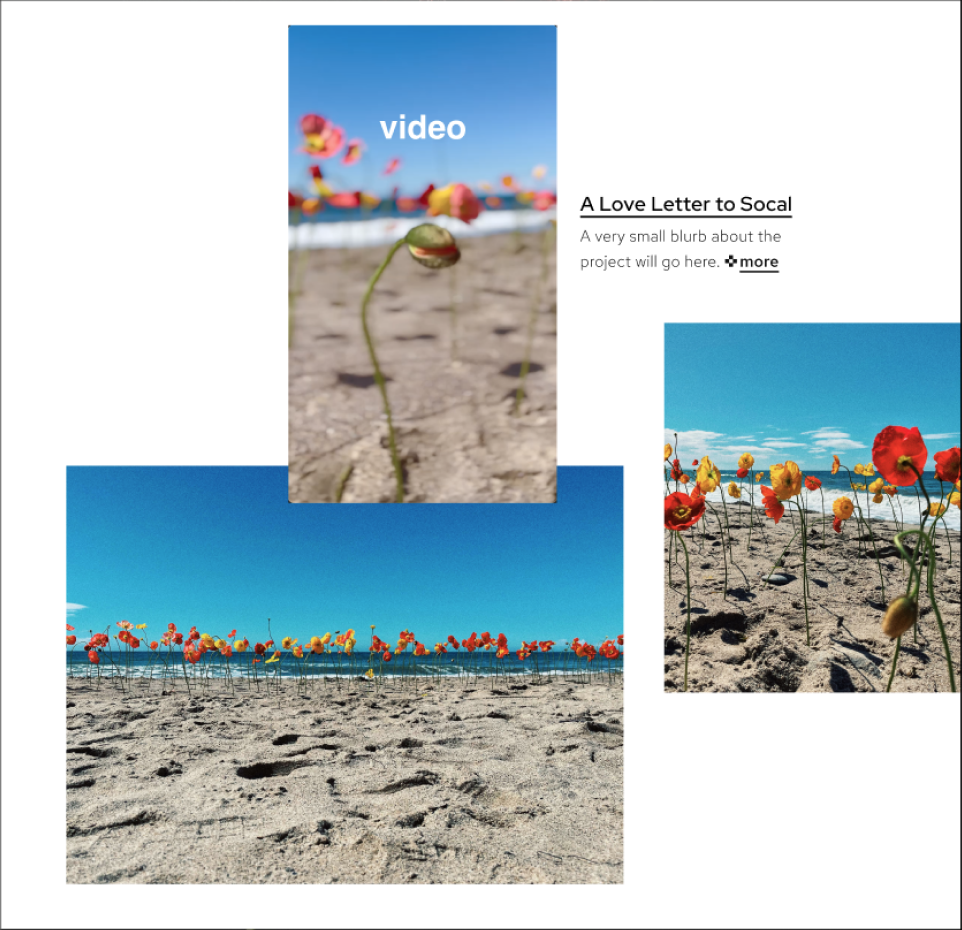 video
A Love Letter to Socal
A very small blurb about the
project will go here. ✤more